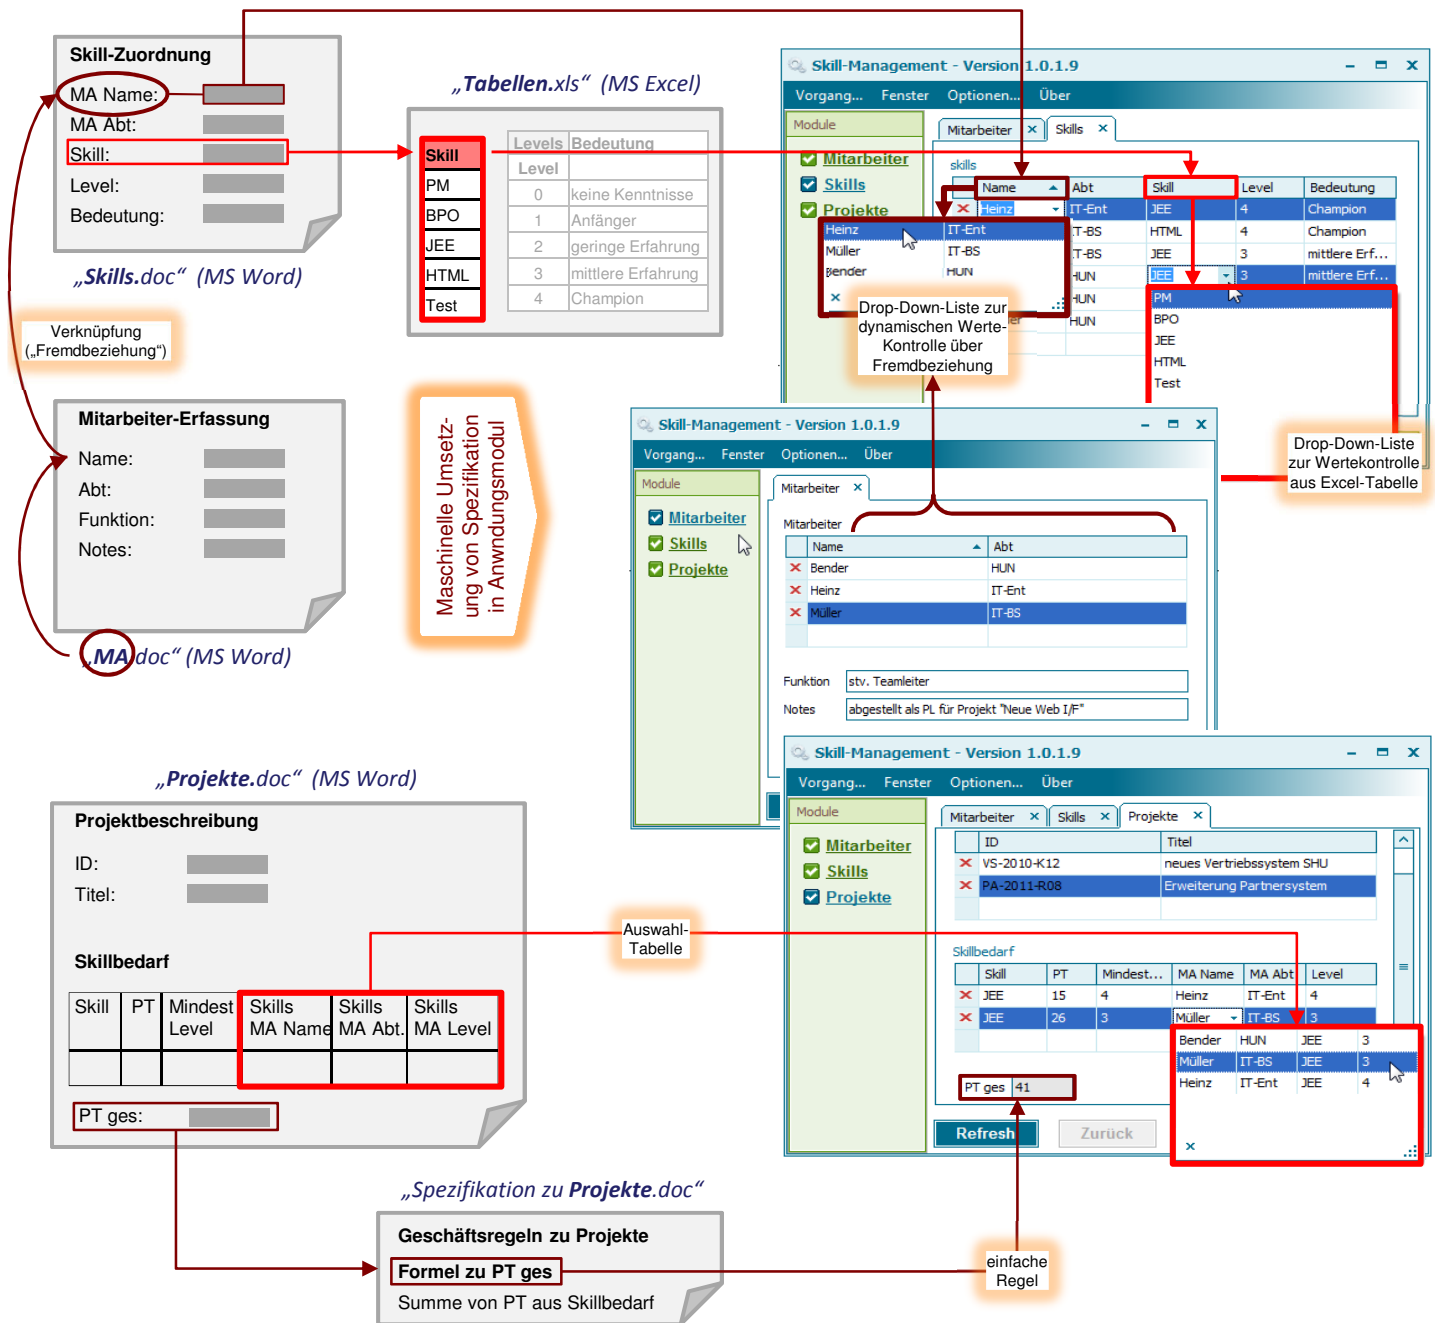 Skill-Zuordnung
MA Name:
MA Abt:
Skill:
Level:
Bedeutung:
„Skills.doc“ (MS Word)
„Tabellen.xls“ (MS Excel)
Skill
PM
BPO
JEE
HTML
Test
Levels Bedeutung
Level
0 keine Kenntnisse
1 Anfänger
2 geringe Erfahrung
3 mittlere Erfahrung
4 Champion
Skill-Management - Version 1.0.1.9
Vorgang... Fenster Optionen... Über
Module
Mitarbeiter
Skills
Projekte
Mitarbeiter Skills
skills
Name Abt Skill Level Bedeutung
Heinz IT-Ent JEE 4 Champion
IT-BS HTML 4 Champion
IT-BS JEE 3 mittlere Erf...
HUN JEE 3 mittlere Erf...
HUN
HUN
Heinz IT-Ent
Müller IT-BS
Bender HUN
PM
BPO
JEE
HTML
Test
Drop-Down-Liste zur
dynamischen Werte-
Kontrolle über
Fremdbeziehung
Drop-Down-Liste
zur Wertekontrolle
aus Excel-Tabelle
Verknüpfung
(„Fremdbeziehung“)
Mitarbeiter-Erfassung
Name:
Abt:
Funktion:
Notes:
„MA.doc“ (MS Word)
Maschinelle Umsetz-
ung von Spezifikation
in Anwndungsmodul
Skill-Management - Version 1.0.1.9
Vorgang... Fenster Optionen... Über
Module
Mitarbeiter
Skills
Projekte
Mitarbeiter
Mitarbeiter
Name Abt
Bender HUN
Heinz IT-Ent
Müller IT-BS
Funktion stv. Teamleiter
Notes abgestellt als PL für Projekt "Neue Web I/F"
„Projekte.doc“ (MS Word)
Projektbeschreibung
ID:
Titel:
Skillbedarf
Skill PT Mindest Level Skills MA Name Skills MA Abt. Skills MA Level
PT ges:
Auswahl-
Tabelle
Skill-Management - Version 1.0.1.9
Vorgang... Fenster Optionen... Über
Module
Mitarbeiter
Skills
Projekte
Mitarbeiter Skills Projekte
ID Titel
VS-2010-K12 neues Vertriebssystem SHU
PA-2011-R08 Erweiterung Partnersystem
Skillbedarf
Skill PT Mindest... MA Name MA Abt Level
JEE 15 4 Heinz IT-Ent 4
JEE 26 3 Müller IT-BS 3
Bender HUN JEE 3
Müller IT-BS JEE 3
Heinz IT-Ent JEE 4
PT ges 41
Refresh Zurück
„Spezifikation zu Projekte.doc“
Geschäftsregeln zu Projekte
Formel zu PT ges
Summe von PT aus Skillbedarf
einfache
Regel